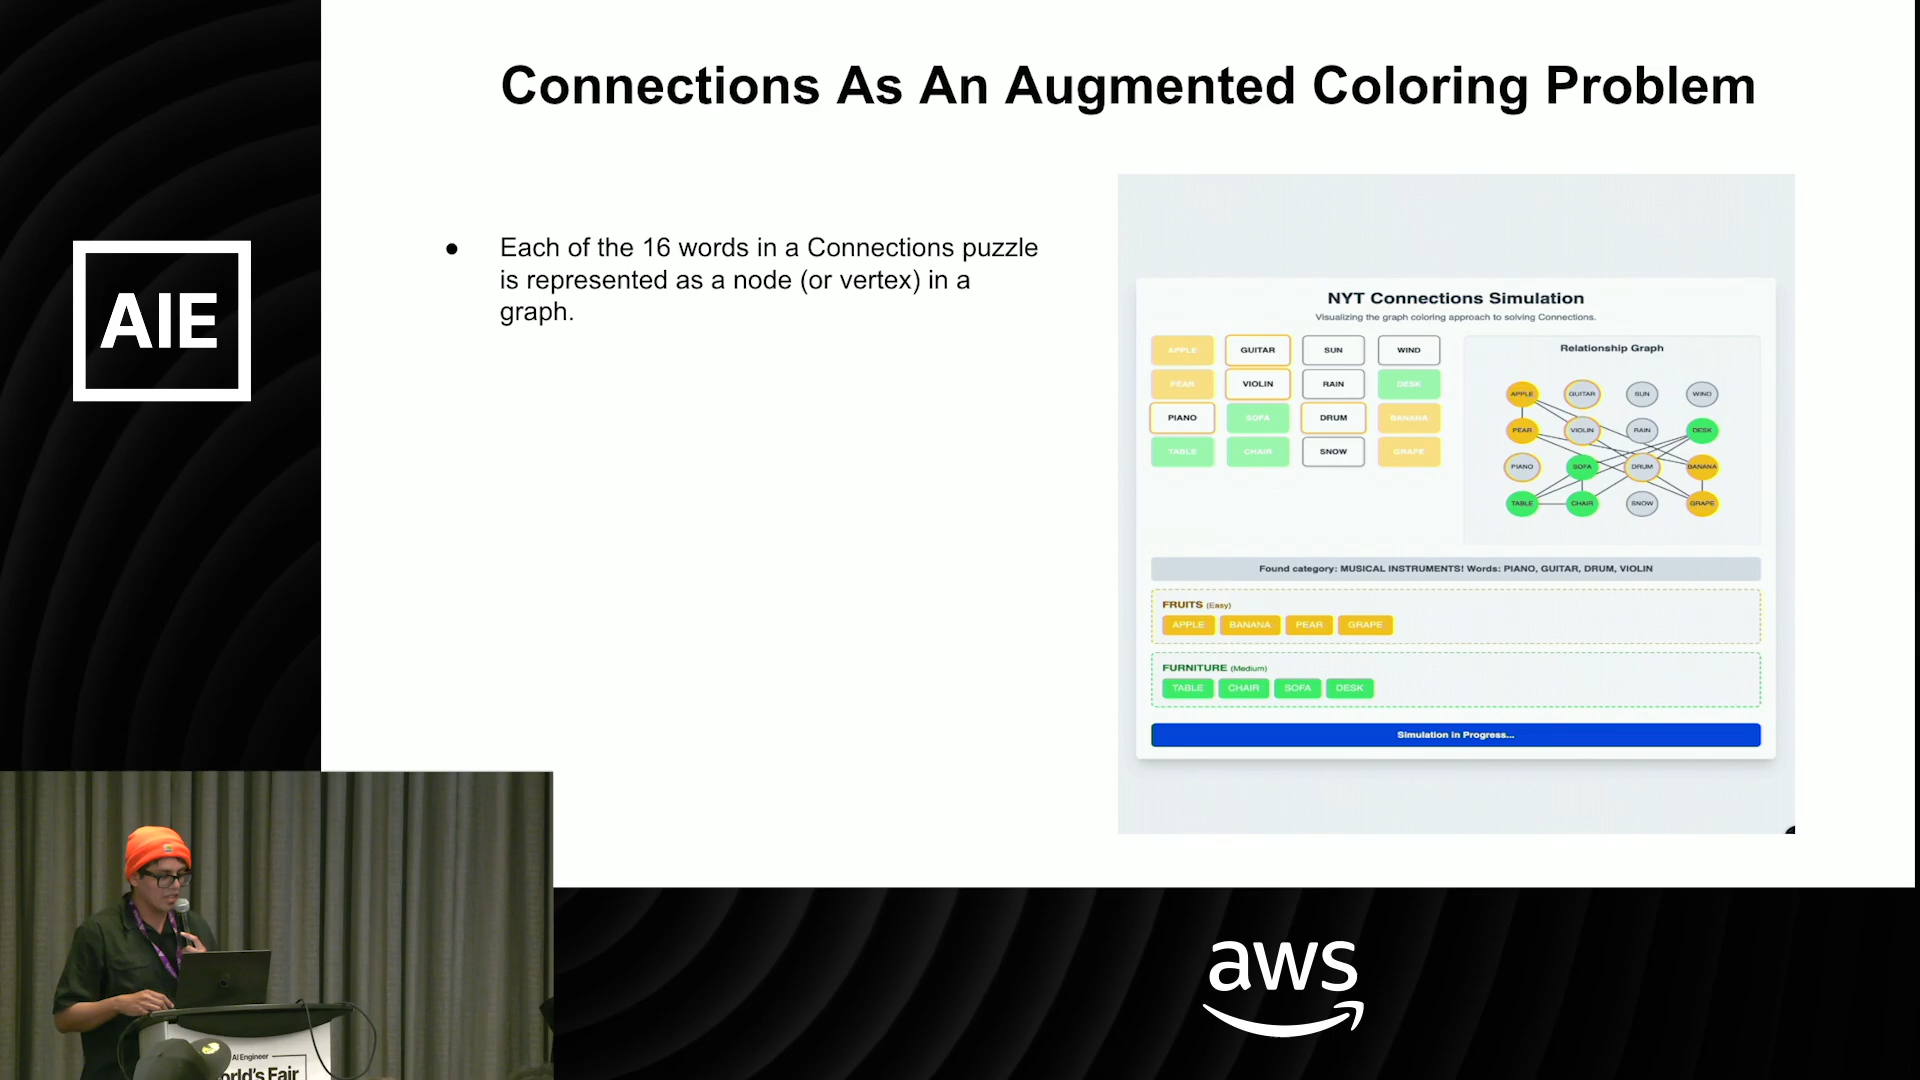 Connections As An Augmented Coloring Problem
AIE
● Each of the 16 words in a Connections puzzle
is represented as a node (or vertex) in a
graph.
NYT Connections Simulation
Visualizing the graph coloring approach to solving Connections.
APPLE GUITAR SUN WIND
PEAR VIOLIN RAIN DESK
PIANO SOFA DRUM BANANA
TABLE CHAIR SNOW GRAPE
Relationship Graph
APPLE GUITAR SUN WIND
PEAR VIOLIN RAIN DESK
PIANO SOFA DRUM BANANA
TABLE CHAIR SNOW GRAPE
Found category: MUSICAL INSTRUMENTS! Words: PIANO, GUITAR, DRUM, VIOLIN
FRUITS (Easy)
APPLE BANANA PEAR GRAPE
FURNITURE (Medium)
TABLE CHAIR SOFA DESK
Simulation in Progress...
aws
AI Engineer
orld's Fair